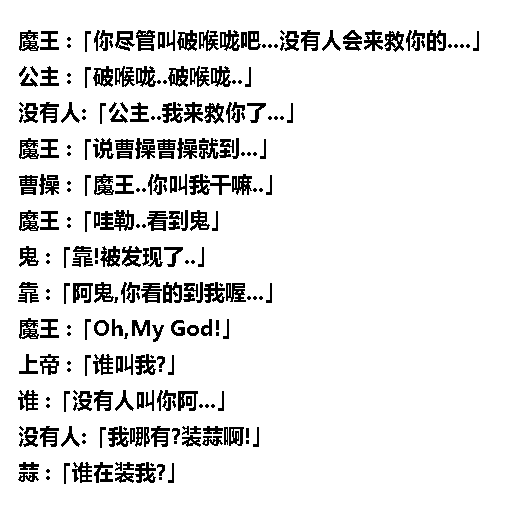 魔王：「你尽管叫破喉咙吧...没有人会来救你的....」
公主：「破喉咙..破喉咙..」
没有人:「公主..我来救你了...」
魔王：「说曹操曹操就到...」
曹操：「魔王..你叫我干嘛..」
魔王：「哇勒..看到鬼」
鬼：「靠!被发现了..」
靠：「阿鬼,你看的到我喔...」
魔王：「Oh,My God!」
上帝：「谁叫我?」
谁：「没有人叫你阿...」
没有人:「我哪有?装蒜啊!」
蒜：「谁在装我?」